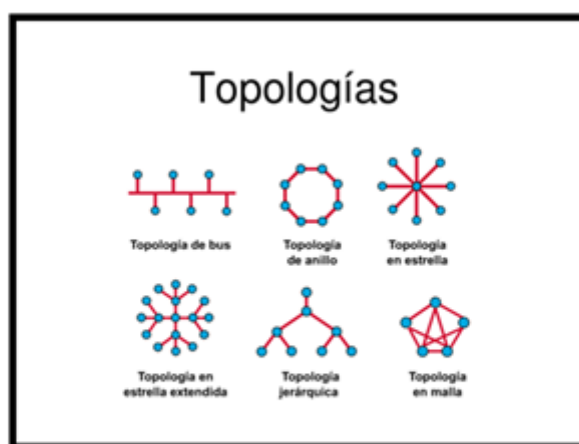 Topologías
Topología de bus
Topología
de anillo
Topología
en estrella
Topología en
estrella extendida
Topología
jerárquica
Topología
en malla